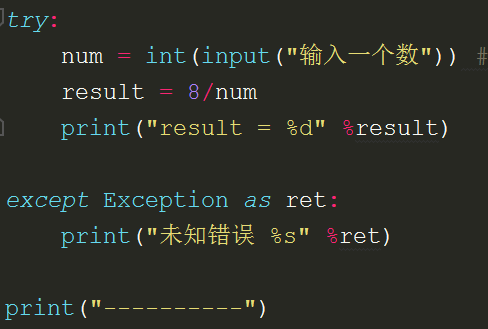 try:
    num = int(input("输入一个数")) #
    result = 8/num
    print("result = %d" %result)
except Exception as ret:
    print("未知错误 %s" %ret)
print("----------")